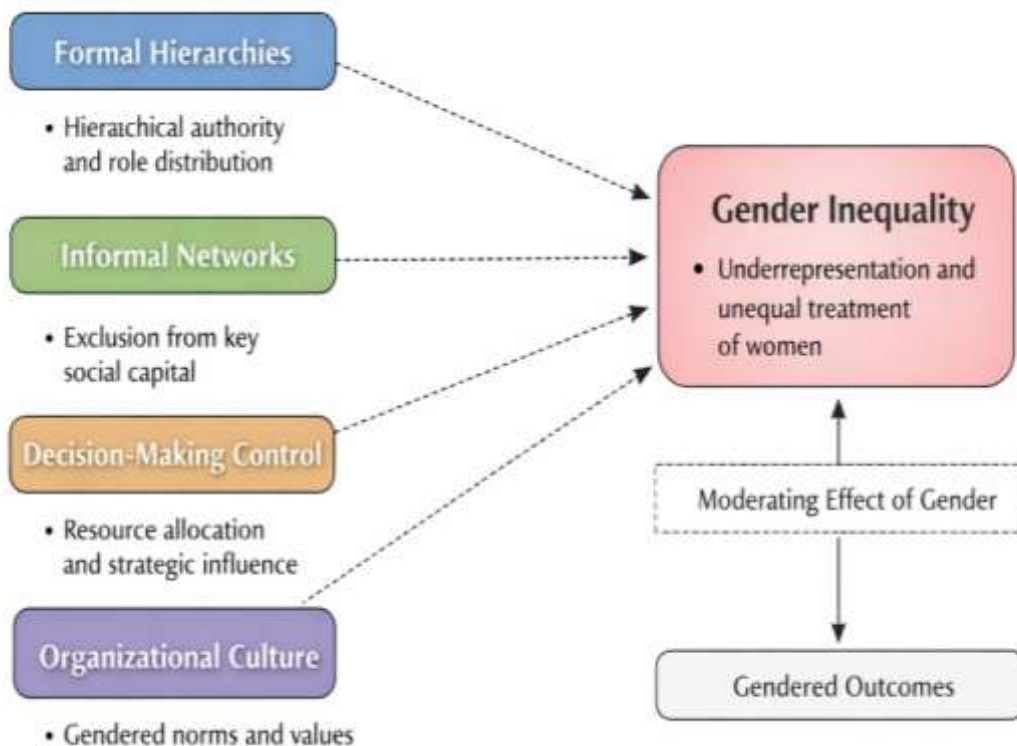 Formal Hierarchies
• Hierarchical authority
and role distribution
Informal Networks
• Exclusion from key
social capital
Decision-Making Control
• Resource allocation
and strategic influence
Organizational Culture
• Gendered norms and values
Gender Inequality
• Underrepresentation and
unequal treatment
of women
Moderating Effect of Gender
Gendered Outcomes